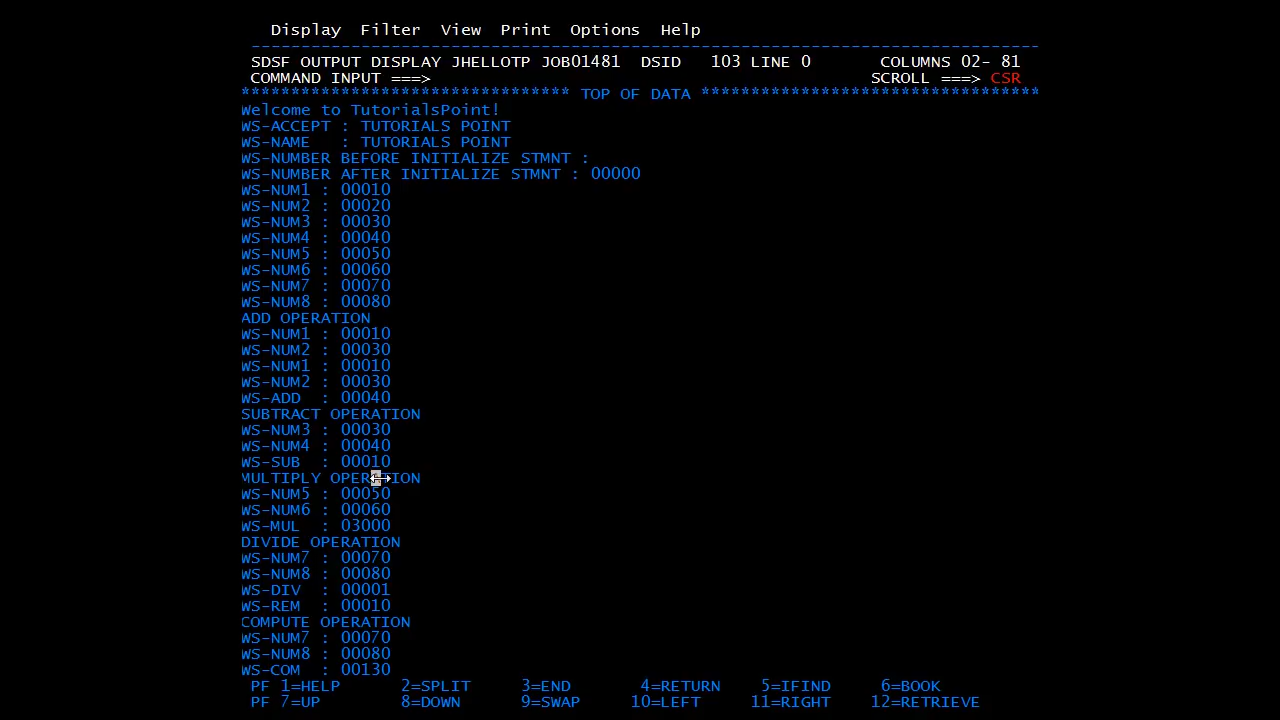 Display Filter View Print Options Help
--------------------------------------------------------------------------------
SDSF OUTPUT DISPLAY JHELLOTP JOB01481 DSID 103 LINE 0 COLUMNS 02- 81
COMMAND INPUT ===> SCROLL ===> CSR
********************************* TOP OF DATA **********************************
Welcome to TutorialsPoint!
WS-ACCEPT : TUTORIALS POINT
WS-NAME : TUTORIALS POINT
WS-NUMBER BEFORE INITIALIZE STMNT :
WS-NUMBER AFTER INITIALIZE STMNT : 00000
WS-NUM1 : 00010
WS-NUM2 : 00020
WS-NUM3 : 00030
WS-NUM4 : 00040
WS-NUM5 : 00050
WS-NUM6 : 00060
WS-NUM7 : 00070
WS-NUM8 : 00080
ADD OPERATION
WS-NUM1 : 00010
WS-NUM2 : 00030
WS-NUM1 : 00010
WS-NUM2 : 00030
WS-ADD : 00040
SUBTRACT OPERATION
WS-NUM3 : 00030
WS-NUM4 : 00040
WS-SUB : 00010
MULTIPLY OPERATION
WS-NUM5 : 00050
WS-NUM6 : 00060
WS-MUL : 03000
DIVIDE OPERATION
WS-NUM7 : 00070
WS-NUM8 : 00080
WS-DIV : 00001
WS-REM : 00010
COMPUTE OPERATION
WS-NUM7 : 00070
WS-NUM8 : 00080
WS-COM : 00130
PF 1=HELP 2=SPLIT 3=END 4=RETURN 5=IFIND 6=BOOK
PF 7=UP 8=DOWN 9=SWAP 10=LEFT 11=RIGHT 12=RETRIEVE